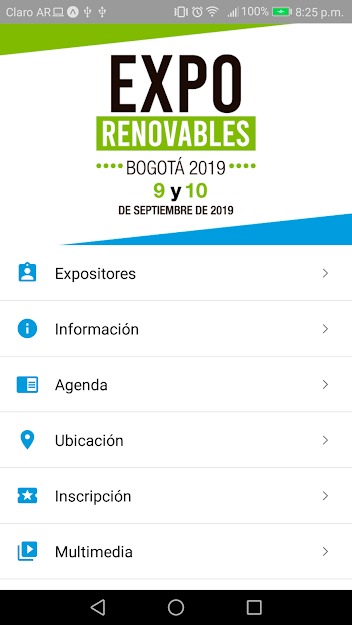 Claro AR 100% 8:25 p.m.
EXPO
RENOVABLES
BOGOTÁ 2019
9 y 10
DE SEPTIEMBRE DE 2019
Expositores
Información
Agenda
Ubicación
Inscripción
Multimedia